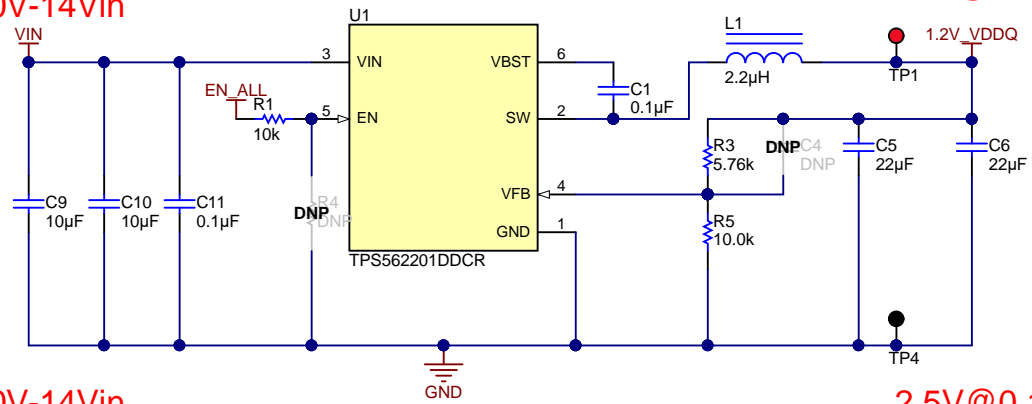 0V-14Vin
U1
VIN
L1
1.2V_VDDQ
3 VIN
VBST 6
2.2µH
TP1
C1
0.1µF
EN_ALL
R1
10k
5 EN
SW 2
R3
5.76k
DNP
C4
DNP
C5
22µF
C6
22µF
VFB 4
C9
10µF
C10
10µF
C11
0.1µF
DNP
R4
DNP
R5
10.0k
GND 1
TPS562201DDCR
TP4
GND
0V-14Vin
2.5V@0